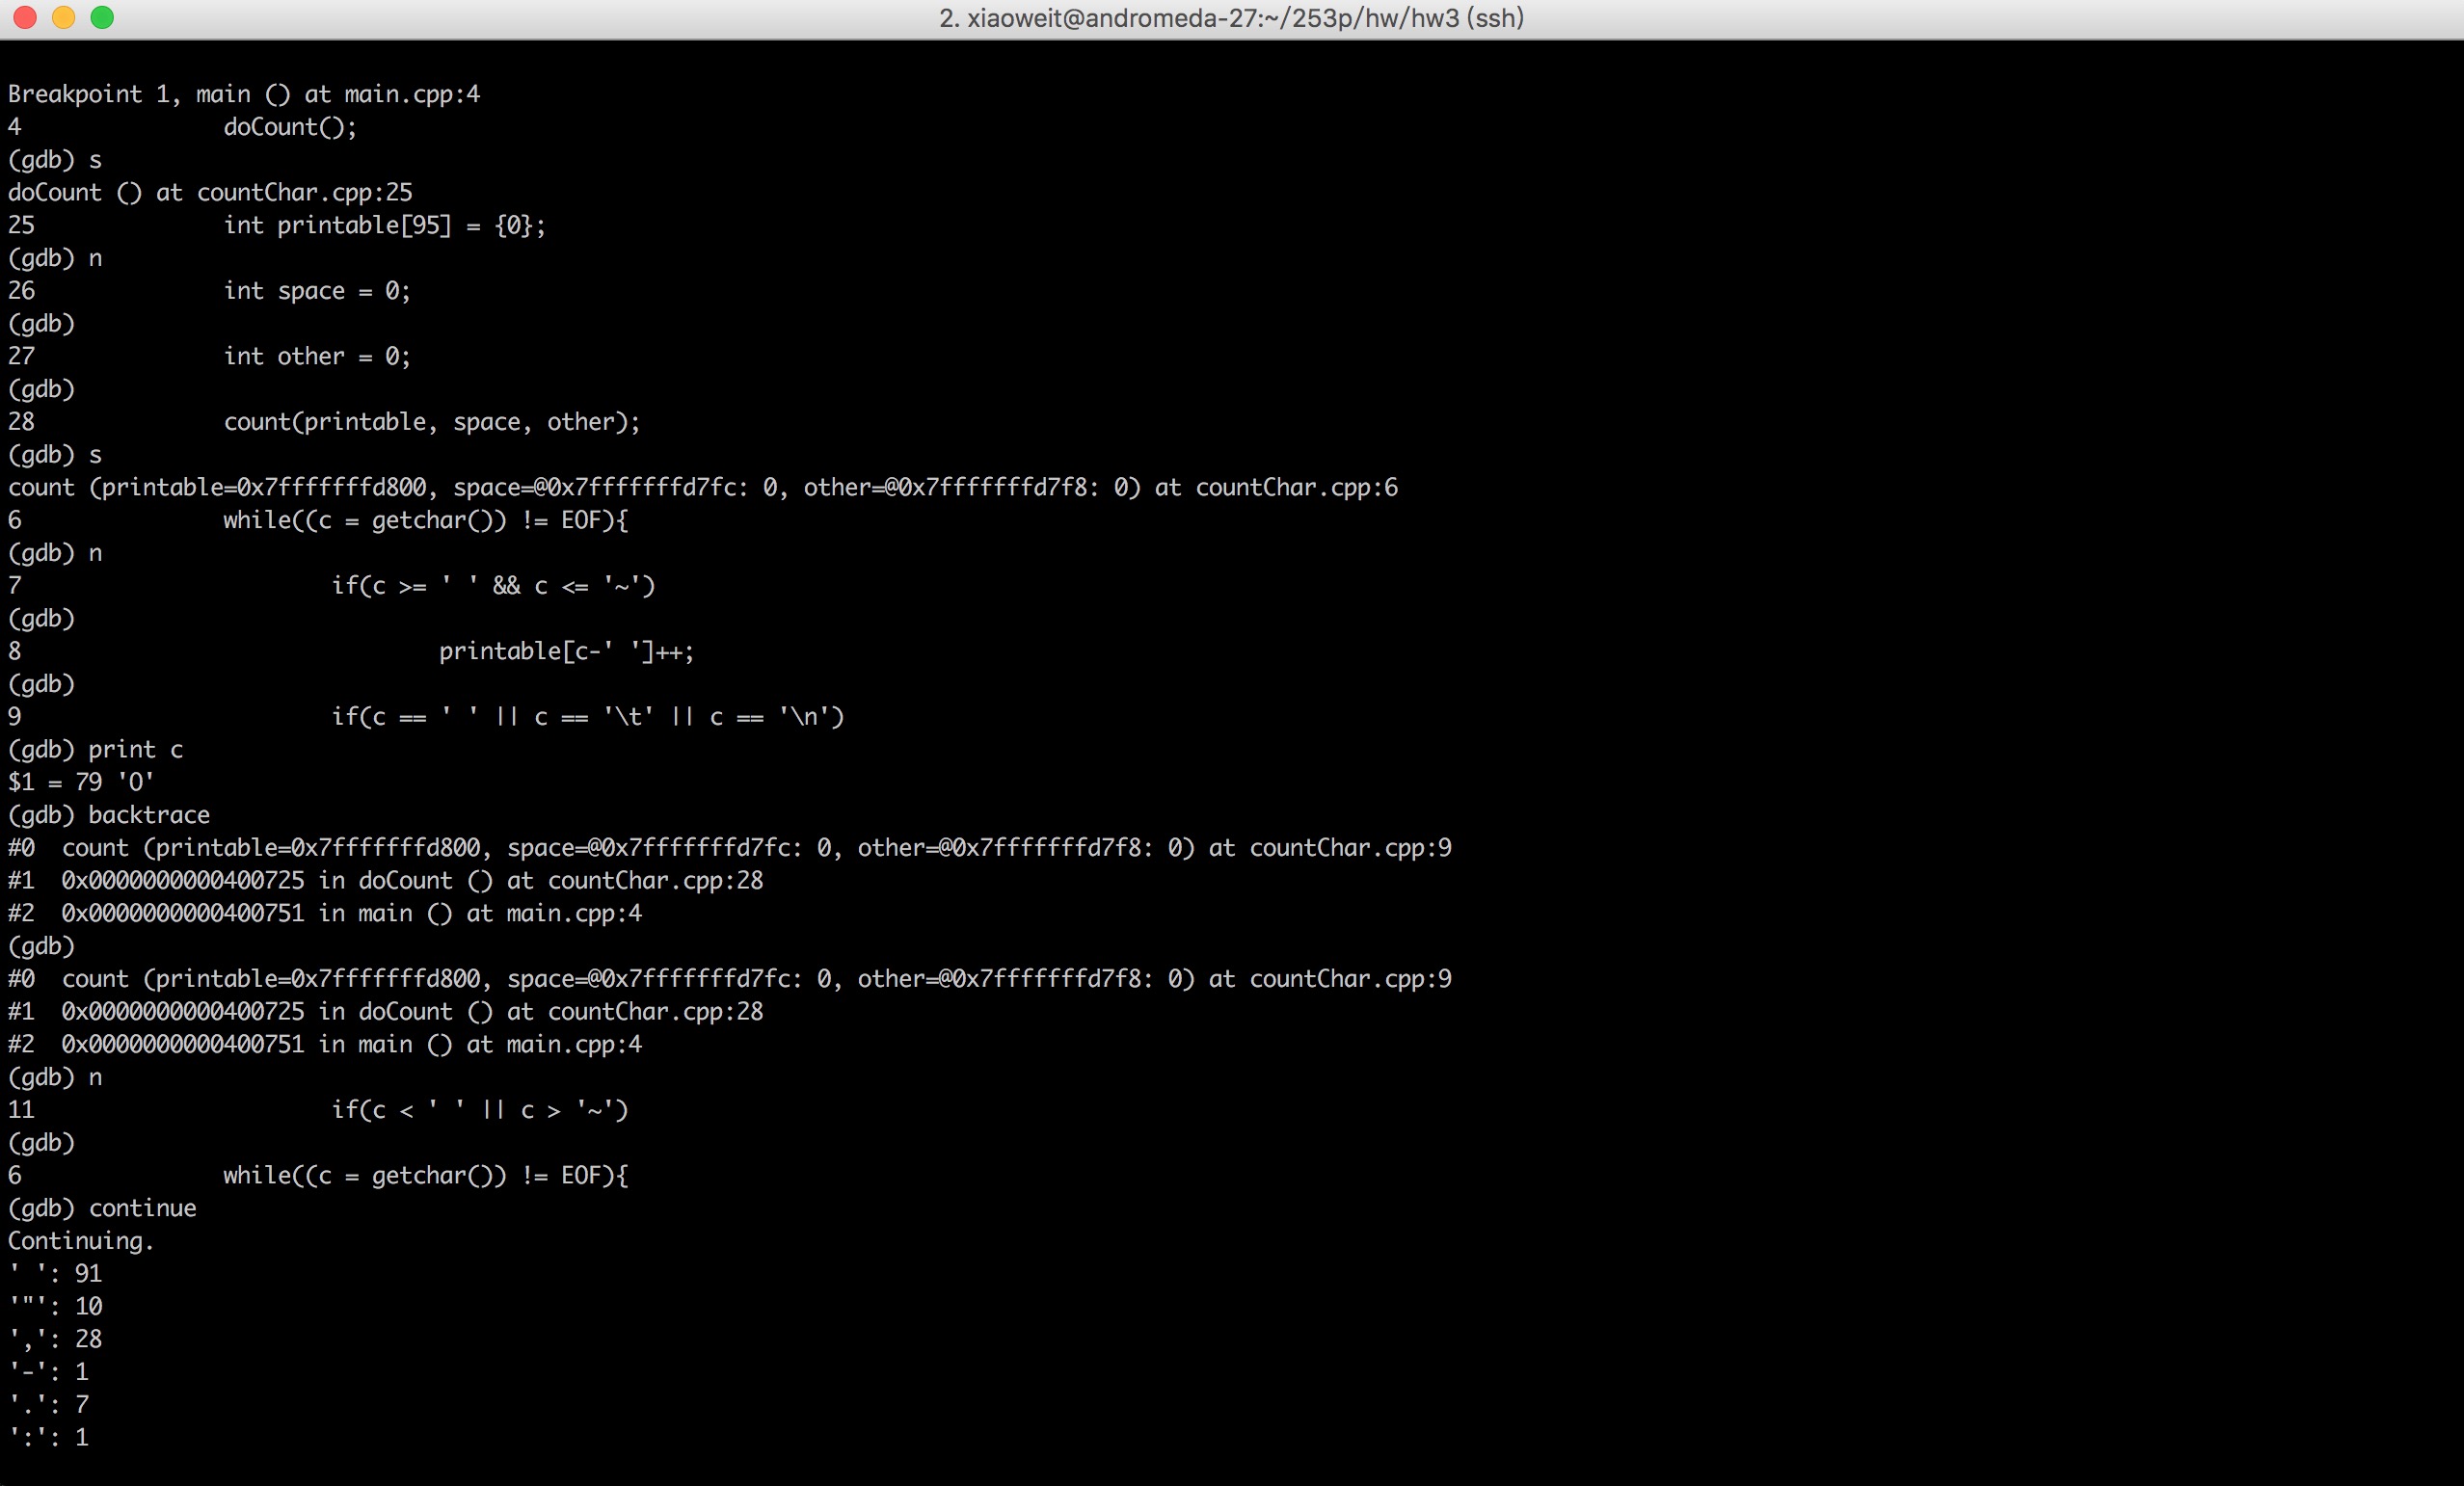 2. xiaoweit@andromeda-27:~/253p/hw/hw3 (ssh)
Breakpoint 1, main () at main.cpp:4
4               doCount();
(gdb) s
doCount () at countChar.cpp:25
25              int printable[95] = {0};
(gdb) n
26              int space = 0;
(gdb)
27              int other = 0;
(gdb)
28              count(printable, space, other);
(gdb) s
count (printable=0x7fffffffd800, space=@0x7fffffffd7fc: 0, other=@0x7fffffffd7f8: 0) at countChar.cpp:6
6               while((c = getchar()) != EOF){
(gdb) n
7                       if(c >= ' ' && c <= '~')
(gdb)
8                               printable[c-' ']++;
(gdb)
9                       if(c == ' ' || c == '\t' || c == '\n')
(gdb) print c
$1 = 79 'O'
(gdb) backtrace
#0  count (printable=0x7fffffffd800, space=@0x7fffffffd7fc: 0, other=@0x7fffffffd7f8: 0) at countChar.cpp:9
#1  0x0000000000400725 in doCount () at countChar.cpp:28
#2  0x0000000000400751 in main () at main.cpp:4
(gdb)
#0  count (printable=0x7fffffffd800, space=@0x7fffffffd7fc: 0, other=@0x7fffffffd7f8: 0) at countChar.cpp:9
#1  0x0000000000400725 in doCount () at countChar.cpp:28
#2  0x0000000000400751 in main () at main.cpp:4
(gdb) n
11                      if(c < ' ' || c > '~')
(gdb)
6               while((c = getchar()) != EOF){
(gdb) continue
Continuing.
' ': 91
'"': 10
',': 28
'-': 1
'.': 7
':': 1